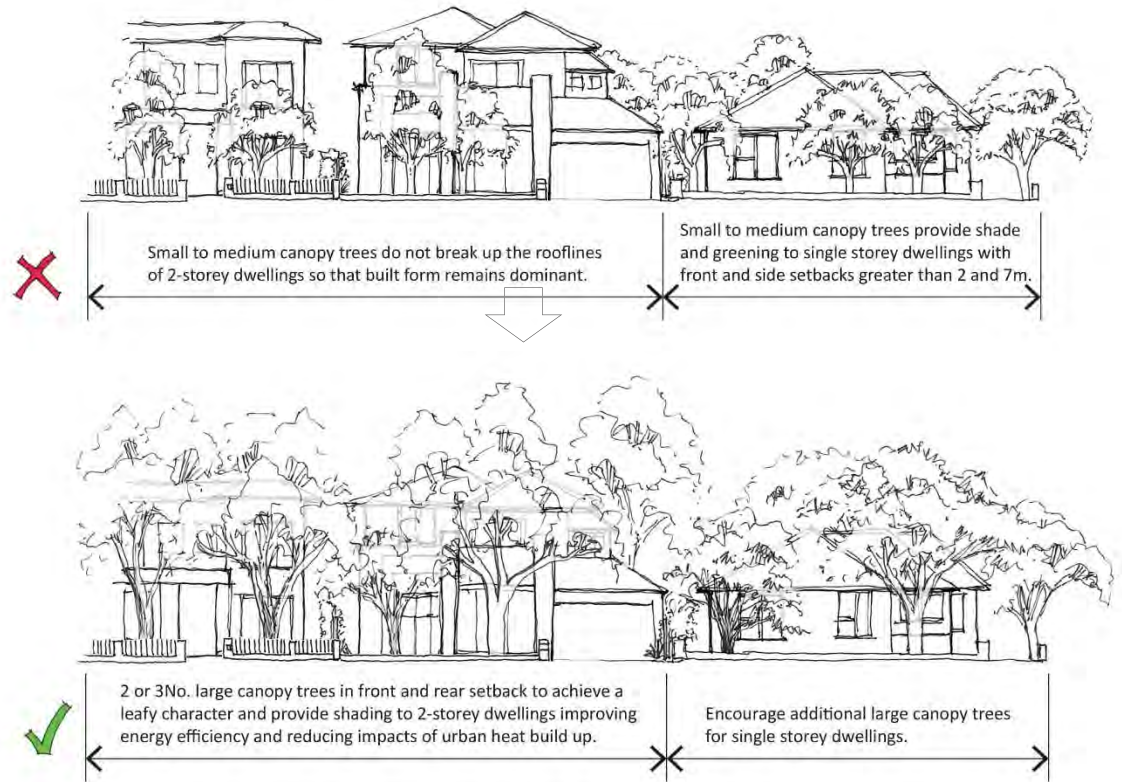 Small to medium canopy trees do not break up the rooflines
of 2-storey dwellings so that built form remains dominant.
Small to medium canopy trees provide shade
and greening to single storey dwellings with
front and side setbacks greater than 2 and 7m.
2 or 3No. large canopy trees in front and rear setback to achieve a
leafy character and provide shading to 2-storey dwellings improving
energy efficiency and reducing impacts of urban heat build up.
Encourage additional large canopy trees
for single storey dwellings.